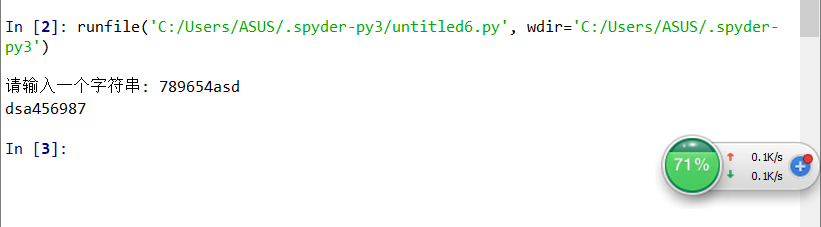 In [2]: runfile('C:/Users/ASUS/.spyder-py3/untitled6.py', wdir='C:/Users/ASUS/.spyder-
py3')
请输入一个字符串: 789654asd
dsa456987
In [3]:
71%
0.1K/s
0.1K/s